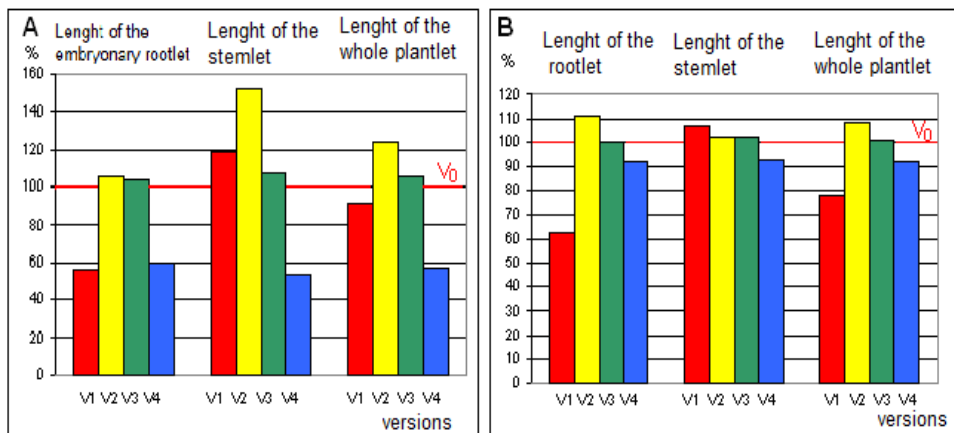 A
%
Lenght of the
embryonary rootlet
Lenght of the
stemlet
Lenght of the
whole plantlet
160
140
120
100
80
60
40
20
0
V0
V1 V2 V3 V4
V1 V2 V3 V4
V1 V2 V3 V4
versions
B
%
Lenght of the
rootlet
Lenght of the
stemlet
Lenght of the
whole plantlet
120
110
100
90
80
70
60
50
40
30
20
10
0
V0
V1 V2 V3 V4
V1 V2 V3 V4
V1 V2 V3 V4
versions